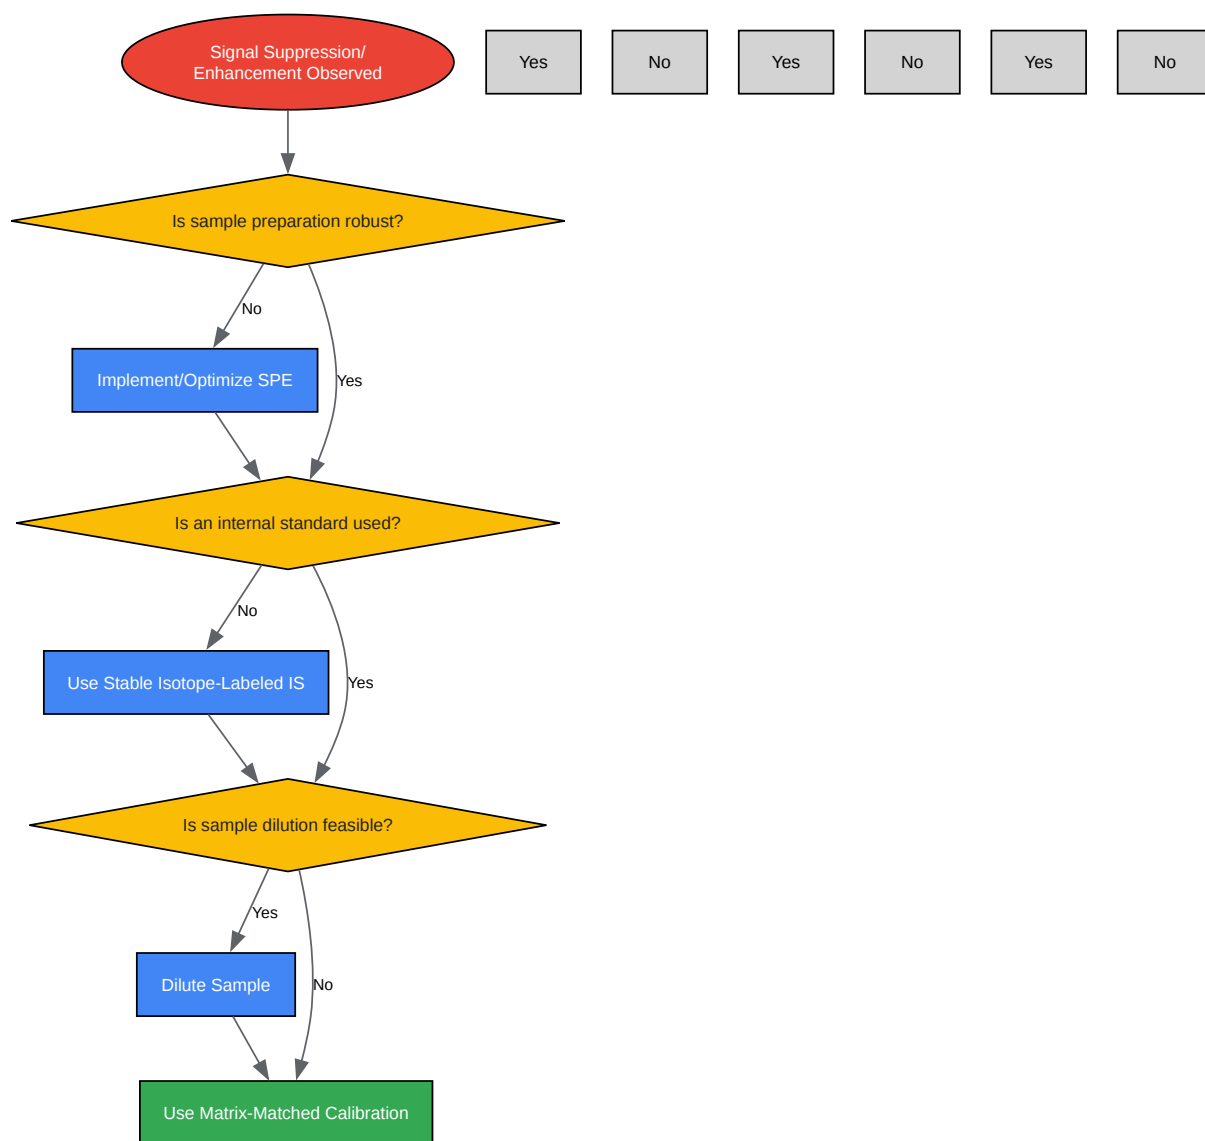 Signal Suppression/
Enhancement Observed
Yes
No
Yes
No
Yes
No
Is sample preparation robust?
No
Implement/Optimize SPE
Yes
Is an internal standard used?
No
Use Stable Isotope-Labeled IS
Yes
Is sample dilution feasible?
Yes
Dilute Sample
No
Use Matrix-Matched Calibration